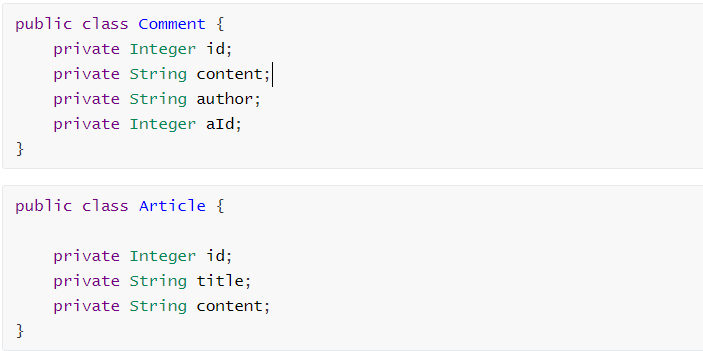 public class Comment {
    private Integer id;
    private String content;
    private String author;
    private Integer aId;
}
public class Article {
    private Integer id;
    private String title;
    private String content;
}